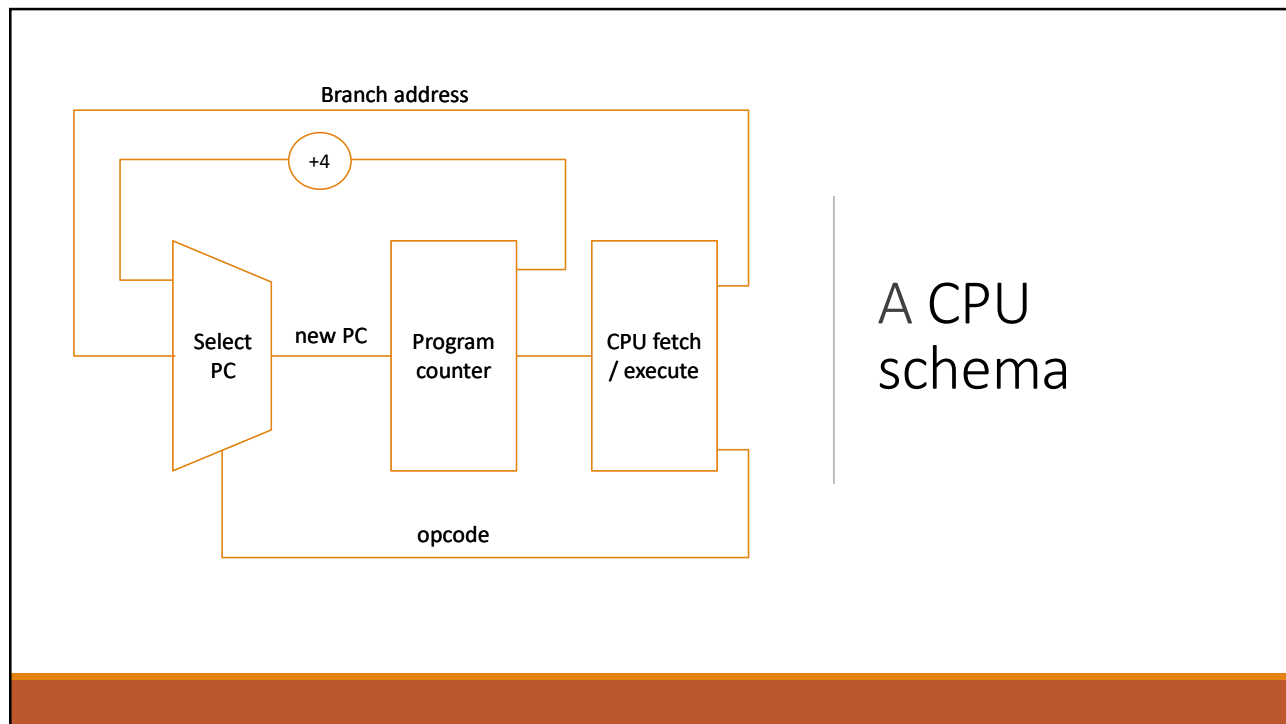 Branch address
+4
Select
PC
new PC
Program
counter
CPU fetch
/ execute
opcode
A CPU
schema